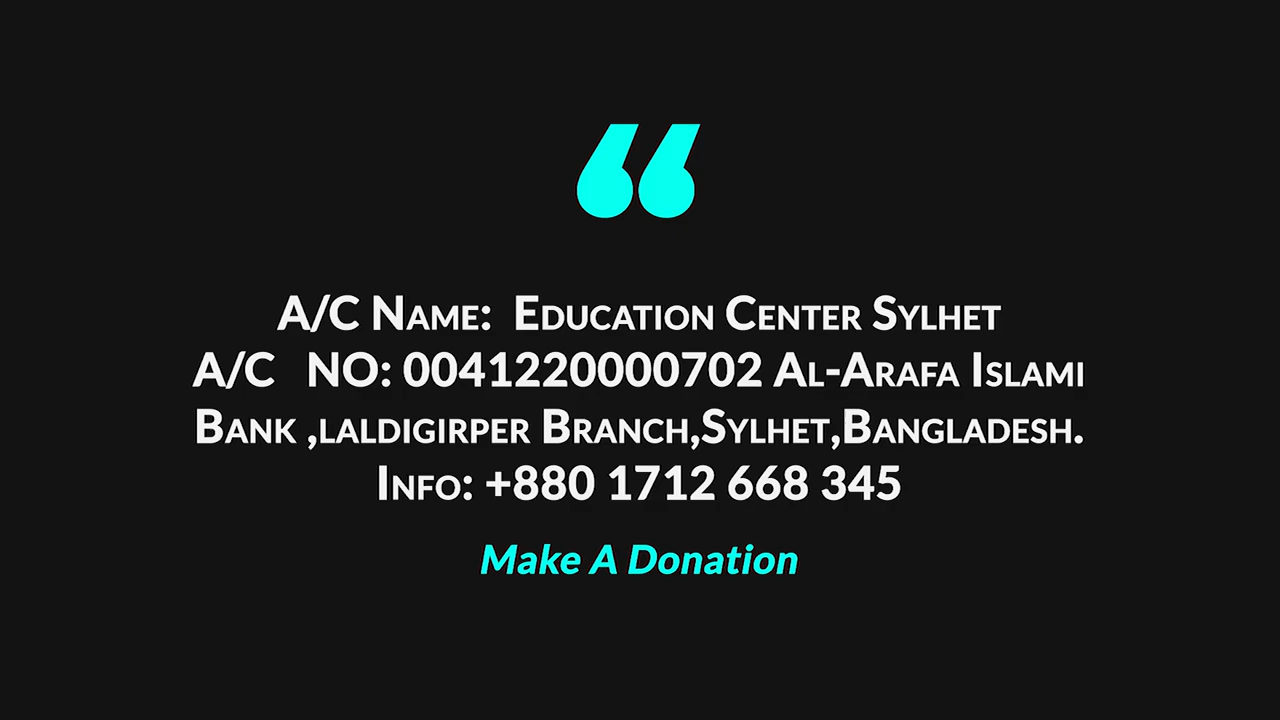 “
A/C Name: Education Center Sylhet
A/C NO: 0041220000702 Al-Arafa Islami
Bank ,laldigirper Branch,Sylhet,Bangladesh.
Info: +880 1712 668 345
Make A Donation